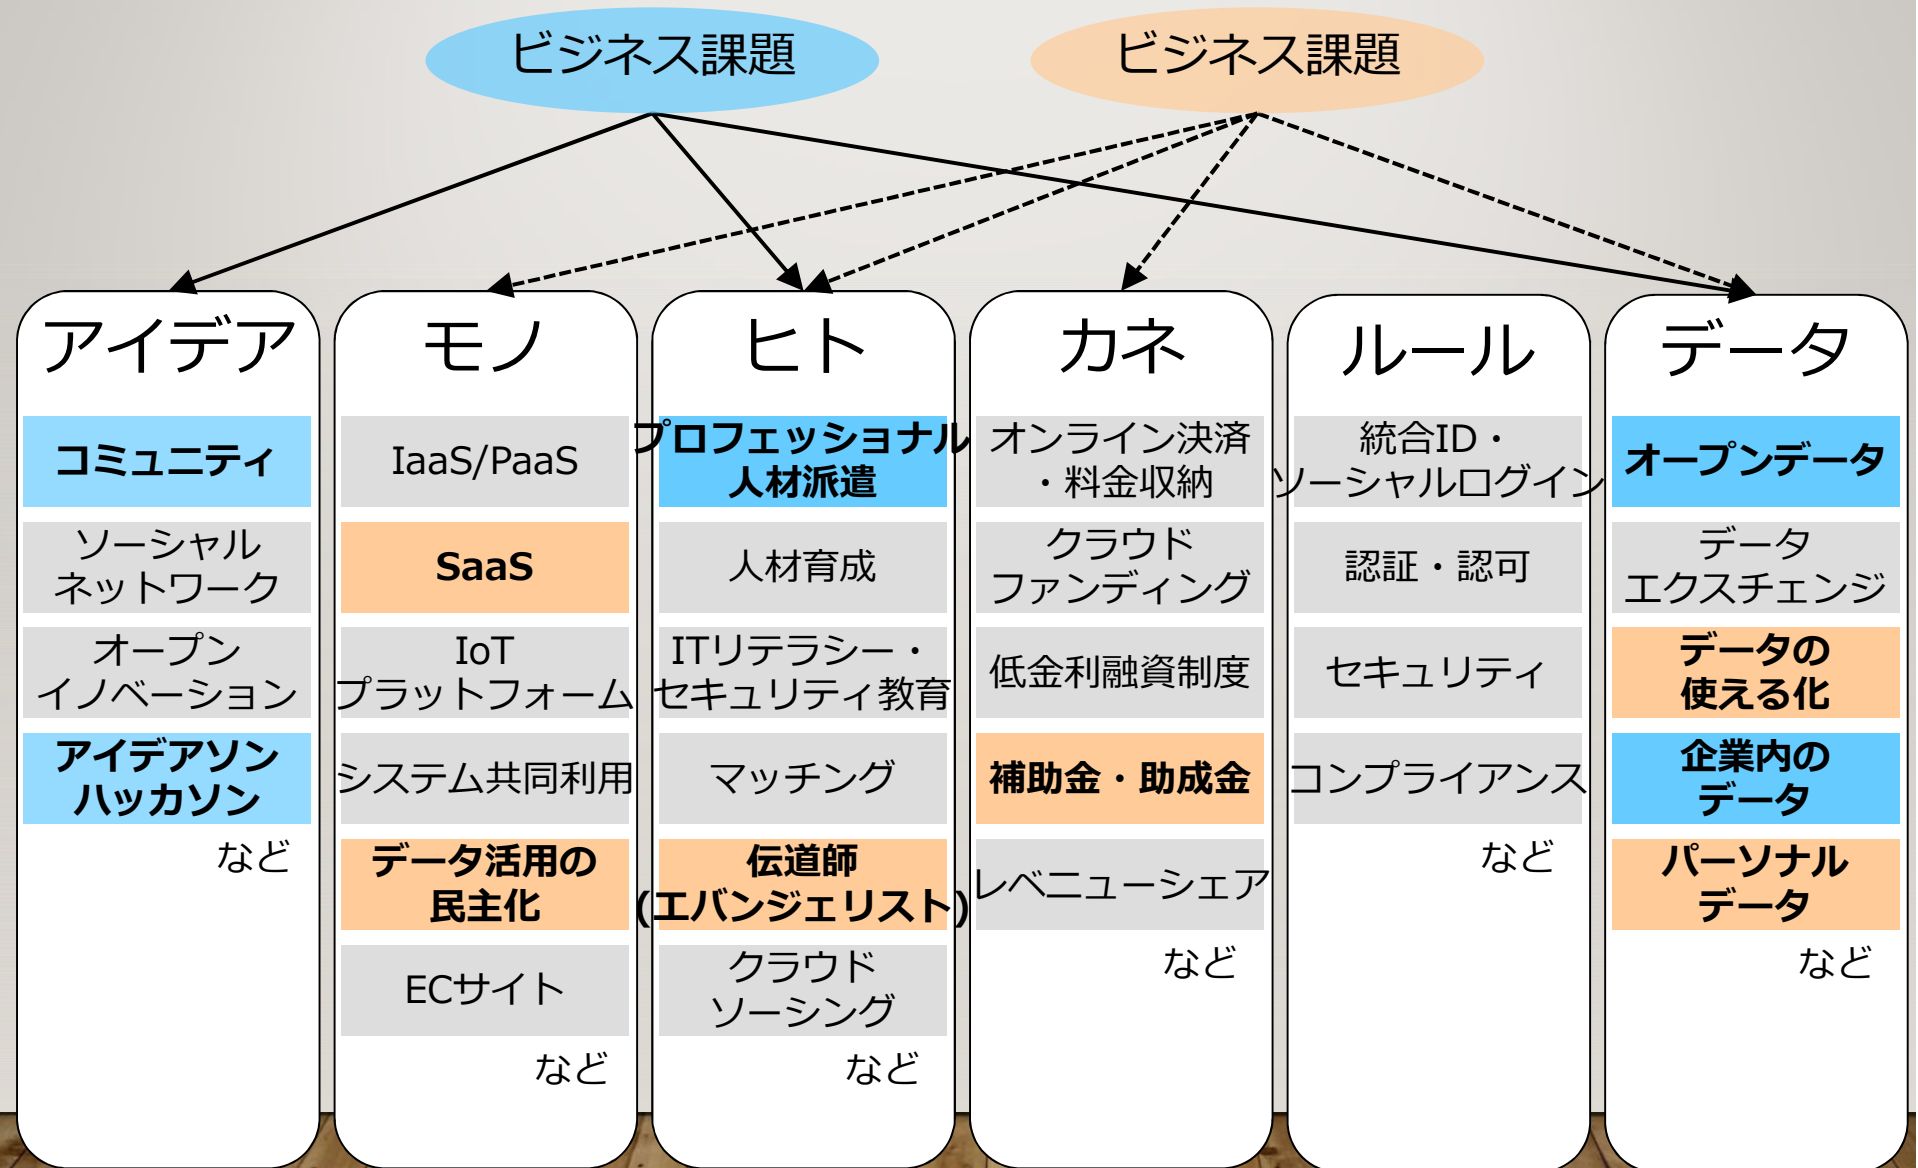 ビジネス課題
ビジネス課題
アイデア
コミュニティ
ソーシャル
ネットワーク
オープン
イノベーション
アイデアソン
ハッカソン
など
モノ
IaaS/PaaS
SaaS
IoT
プラットフォーム
システム共同利用
データ活用の
民主化
ECサイト
など
ヒト
プロフェッショナル
人材派遣
人材育成
ITリテラシー・
セキュリティ教育
マッチング
伝道師
(エバンジェリスト)
クラウド
ソーシング
など
カネ
オンライン決済
・料金収納
クラウド
ファンディング
低金利融資制度
補助金・助成金
レベニューシェア
など
ルール
統合ID・
ソーシャルログイン
認証・認可
セキュリティ
コンプライアンス
など
データ
オープンデータ
データ
エクスチェンジ
データの
使える化
企業内の
データ
パーソナル
データ
など